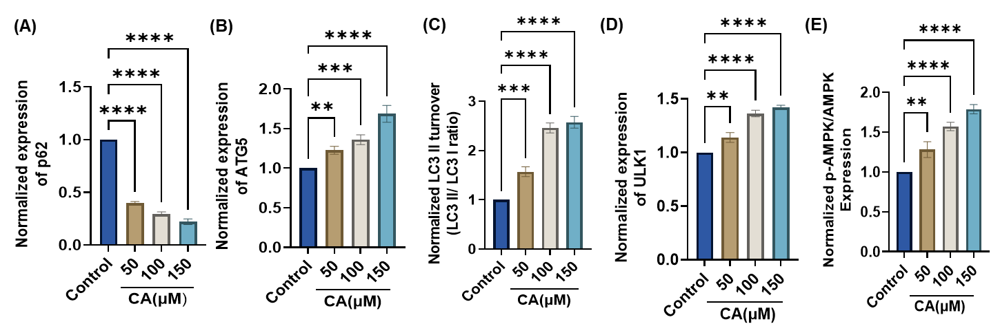 (A)
****
****
****
Normalized expression
of p62
1.5
1.0
0.5
0.0
Control
50
100
150
CA(µM)
(B)
****
***
**
Normalized expression
of ATG5
2.0
1.5
1.0
0.5
0.0
Control
50
100
150
CA(µM)
(C)
****
****
***
Normalized LC3 II turnover
(LC3 II/ LC3 I ratio)
3
2
1
0
Control
50
100
150
CA(µM)
(D)
****
****
**
Normalized expression
of ULK1
1.5
1.0
0.5
0.0
Control
50
100
150
CA(µM)
(E)
****
****
**
Normalized p-AMPK/AMPK
Expression
2.0
1.5
1.0
0.5
0.0
Control
50
100
150
CA(µM)